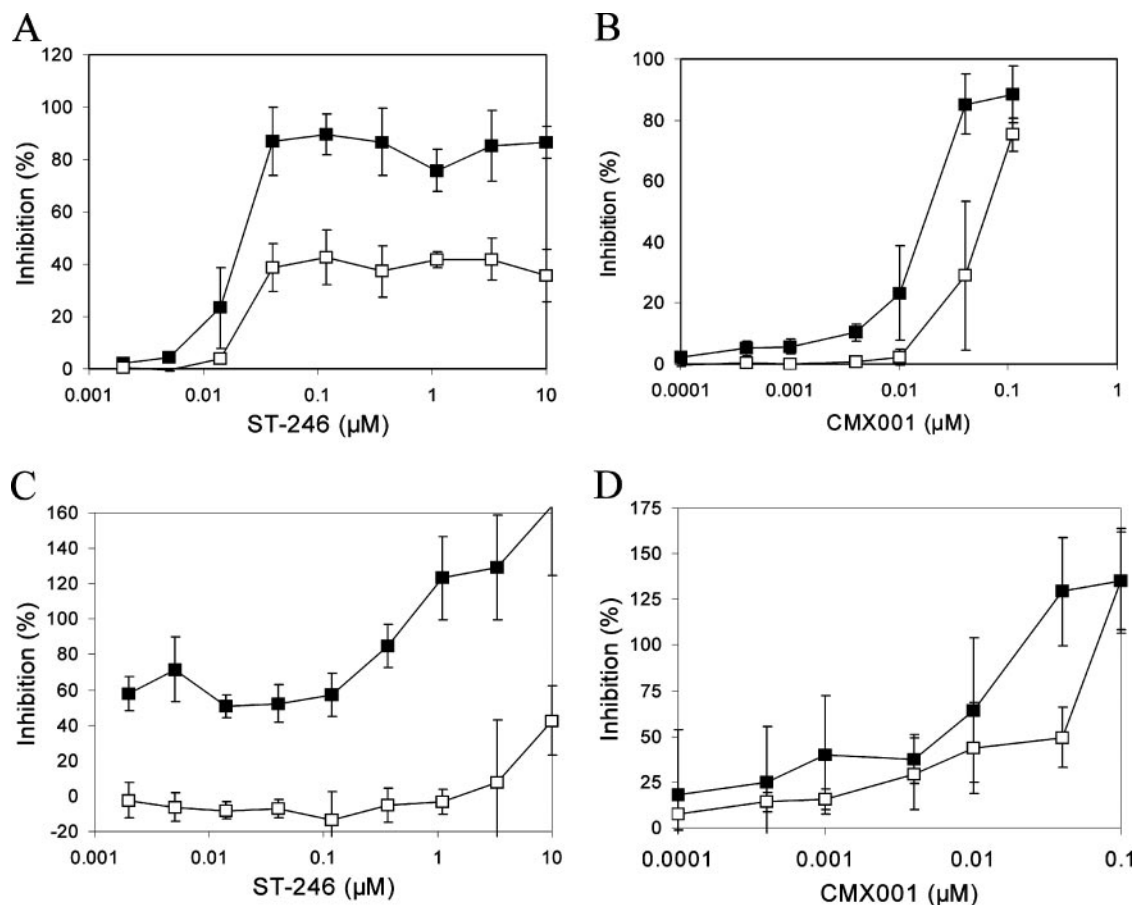 A
120
100
80
60
40
20
0
Inhibition (%)
0.001 0.01 0.1 1 10
ST-246 (µM)
B
100
80
60
40
20
0
Inhibition (%)
0.0001 0.001 0.01 0.1 1
CMX001 (µM)
C
160
140
120
100
80
60
40
20
0
-20
Inhibition (%)
0.001 0.01 0.1 1 10
ST-246 (µM)
D
175
150
125
100
75
50
25
0
Inhibition (%)
0.0001 0.001 0.01 0.1
CMX001 (µM)